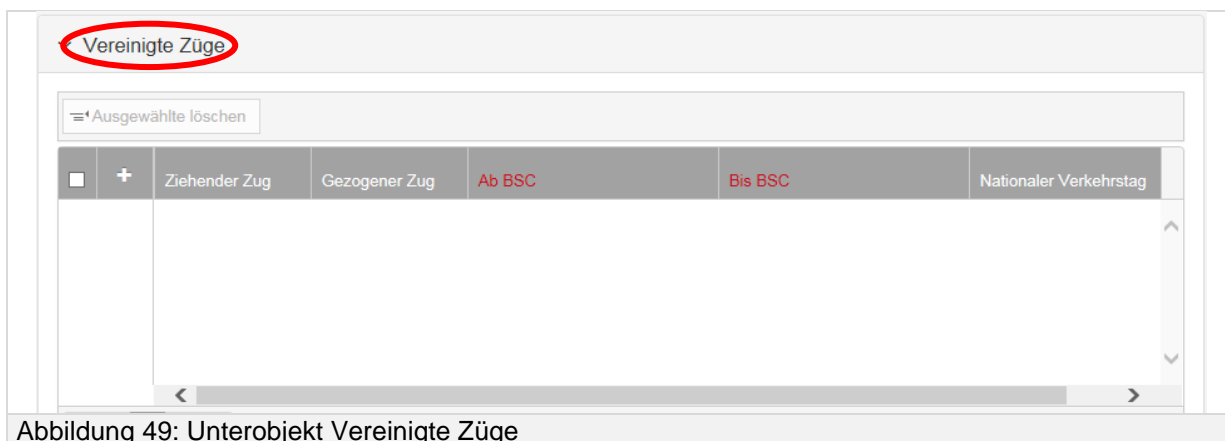 Vereinigte Züge
Ausgewählte löschen
Ziehender Zug Gezogener Zug Ab BSC Bis BSC Nationaler Verkehrstag
Abbildung 49: Unterobjekt Vereinigte Züge